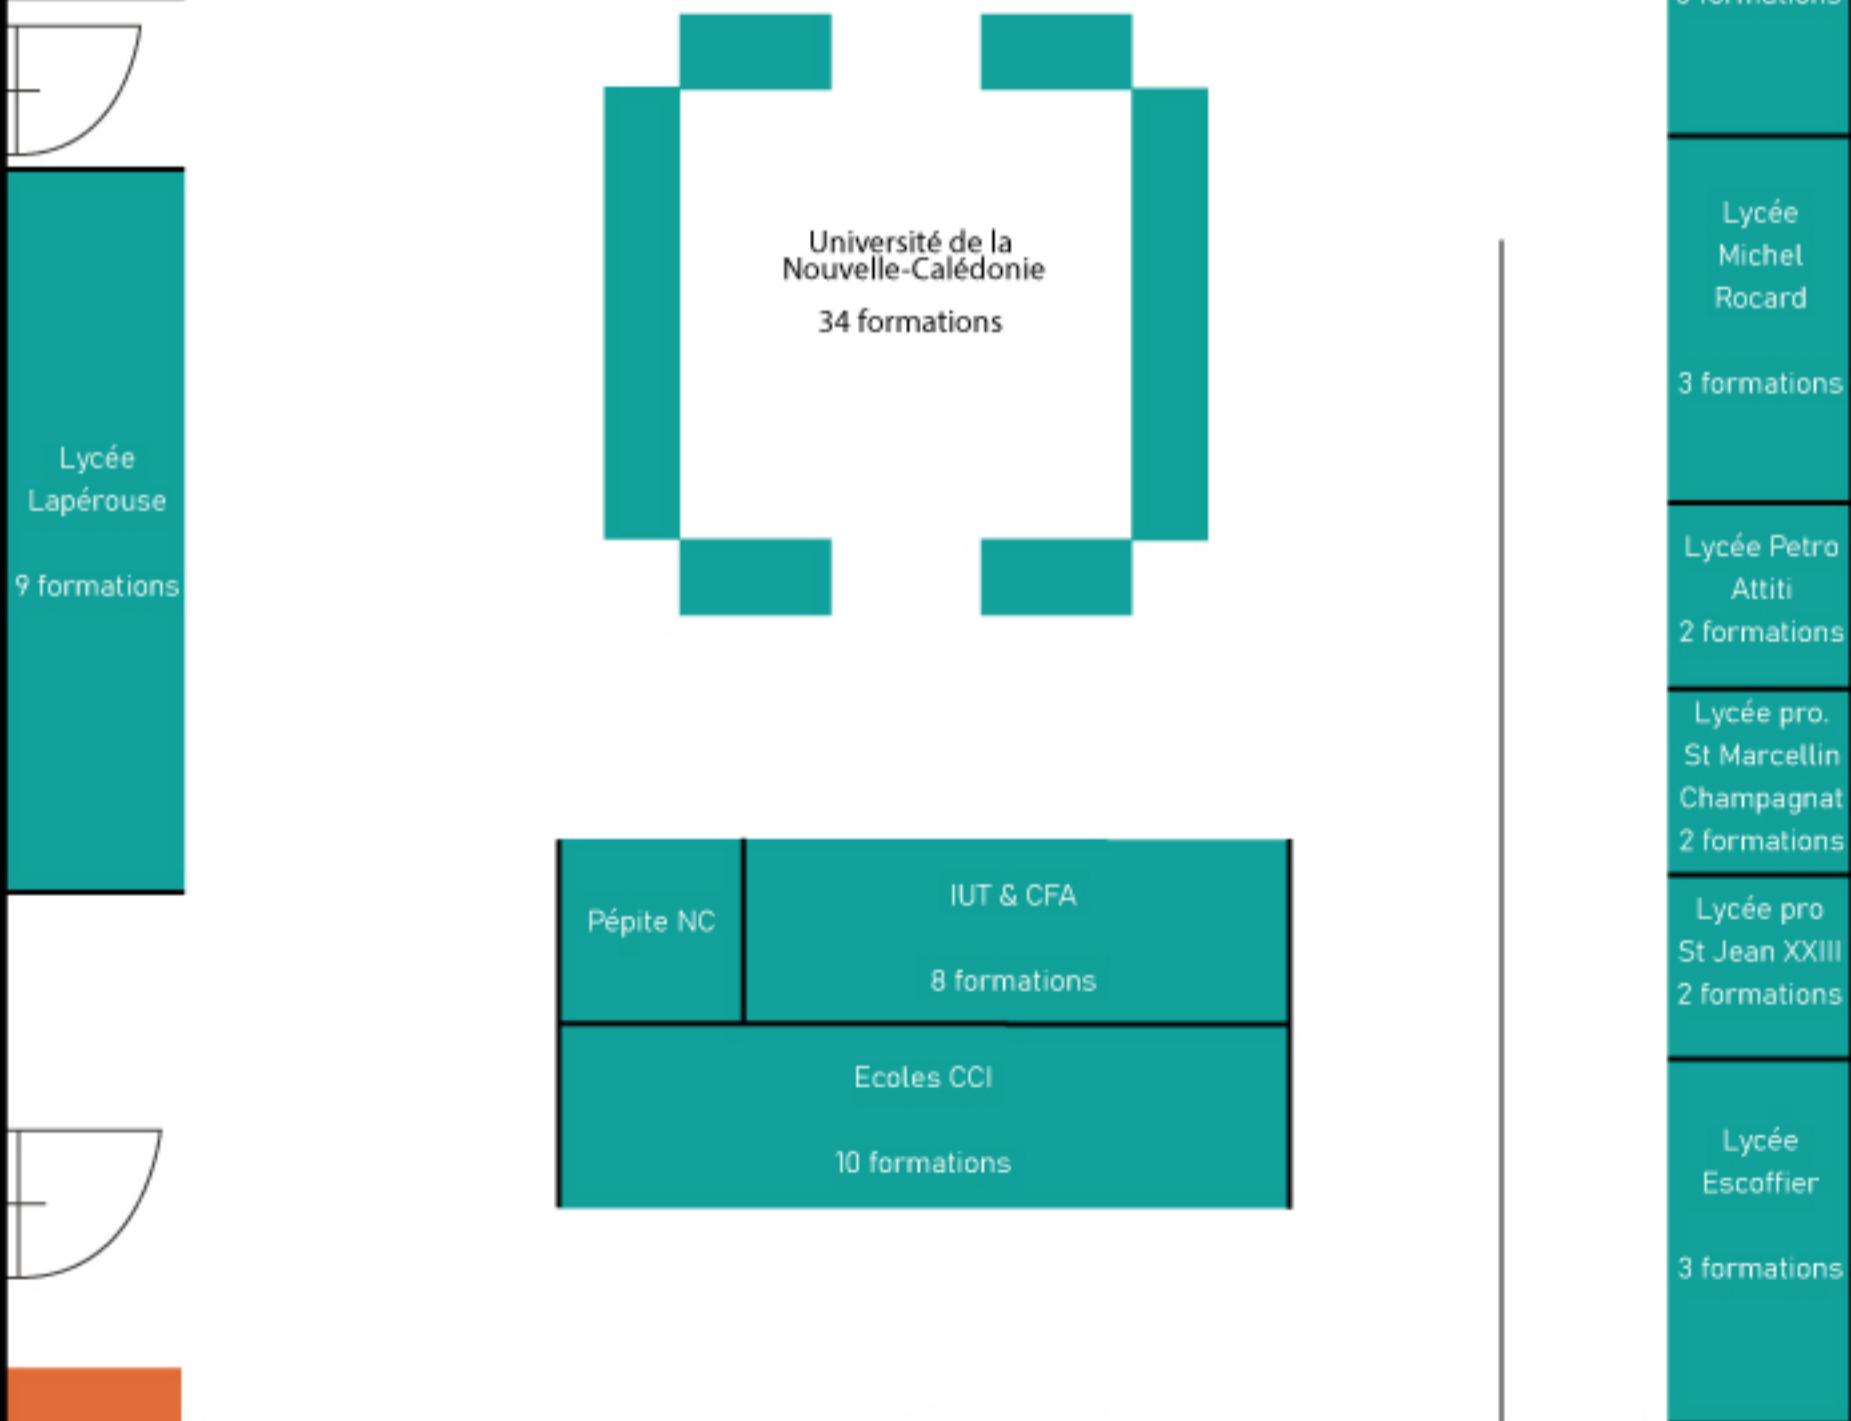 formations
Lycée
Lapérouse
9 formations
Université de la
Nouvelle-Calédonie
34 formations
Pépite NC
IUT & CFA
8 formations
Ecoles CCI
10 formations
Lycée
Michel
Rocard
3 formations
Lycée Petro
Attiti
2 formations
Lycée pro.
St Marcellin
Champagnat
2 formations
Lycée pro
St Jean XXIII
2 formations
Lycée
Escoffier
3 formations